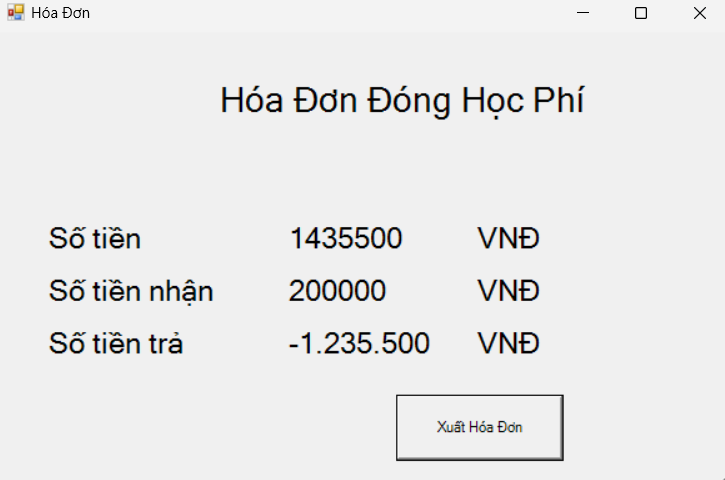 Hóa Đơn
Hóa Đơn Đóng Học Phí
Số tiền 1435500 VNĐ
Số tiền nhận 200000 VNĐ
Số tiền trả -1.235.500 VNĐ
Xuất Hóa Đơn